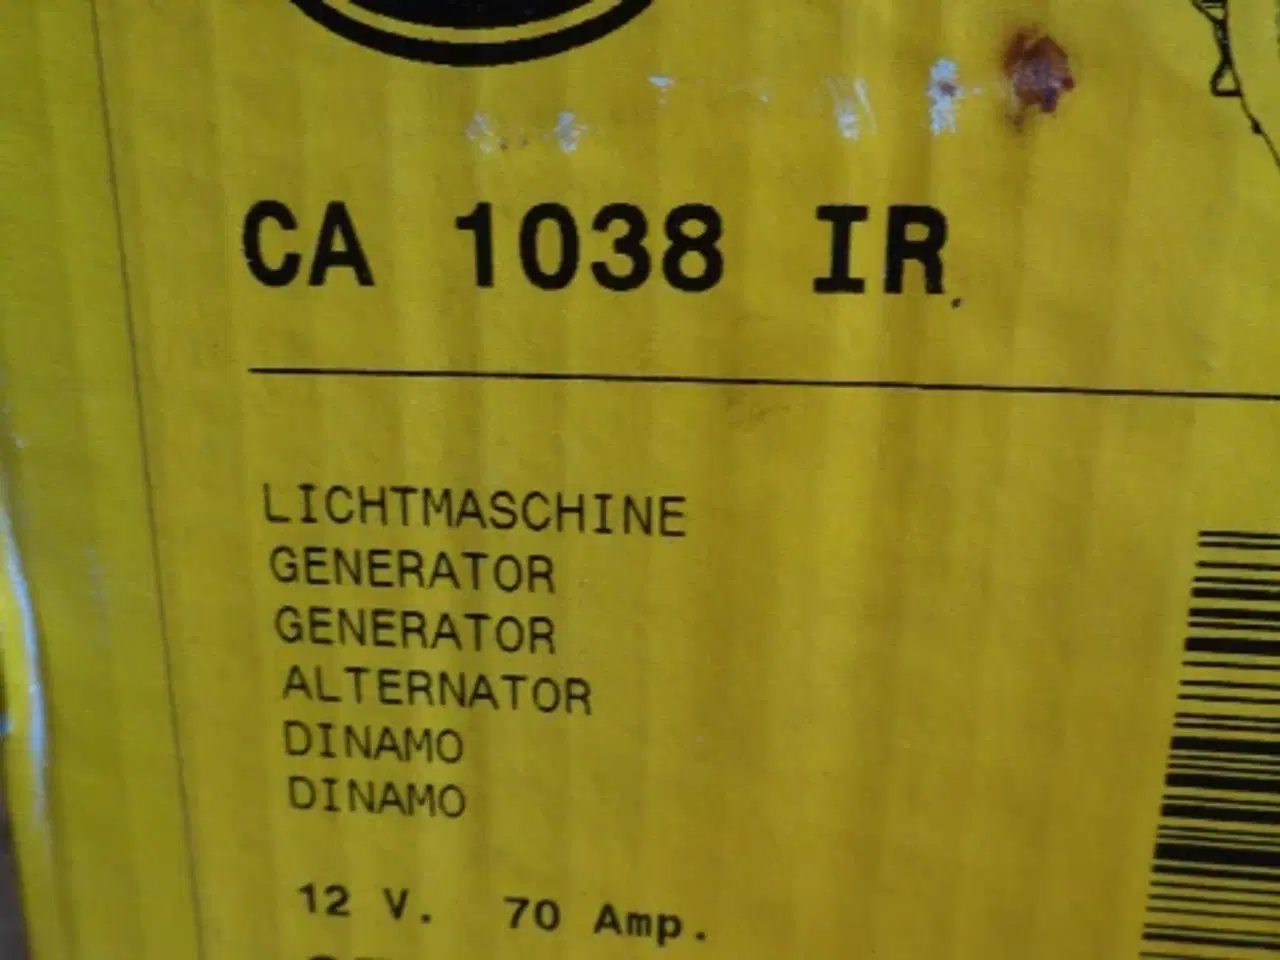 CA 1038 IR
LICHTMASCHINE
GENERATOR
GENERATOR
ALTERNATOR
DINAMO
DINAMO
12 V. 70 Amp.